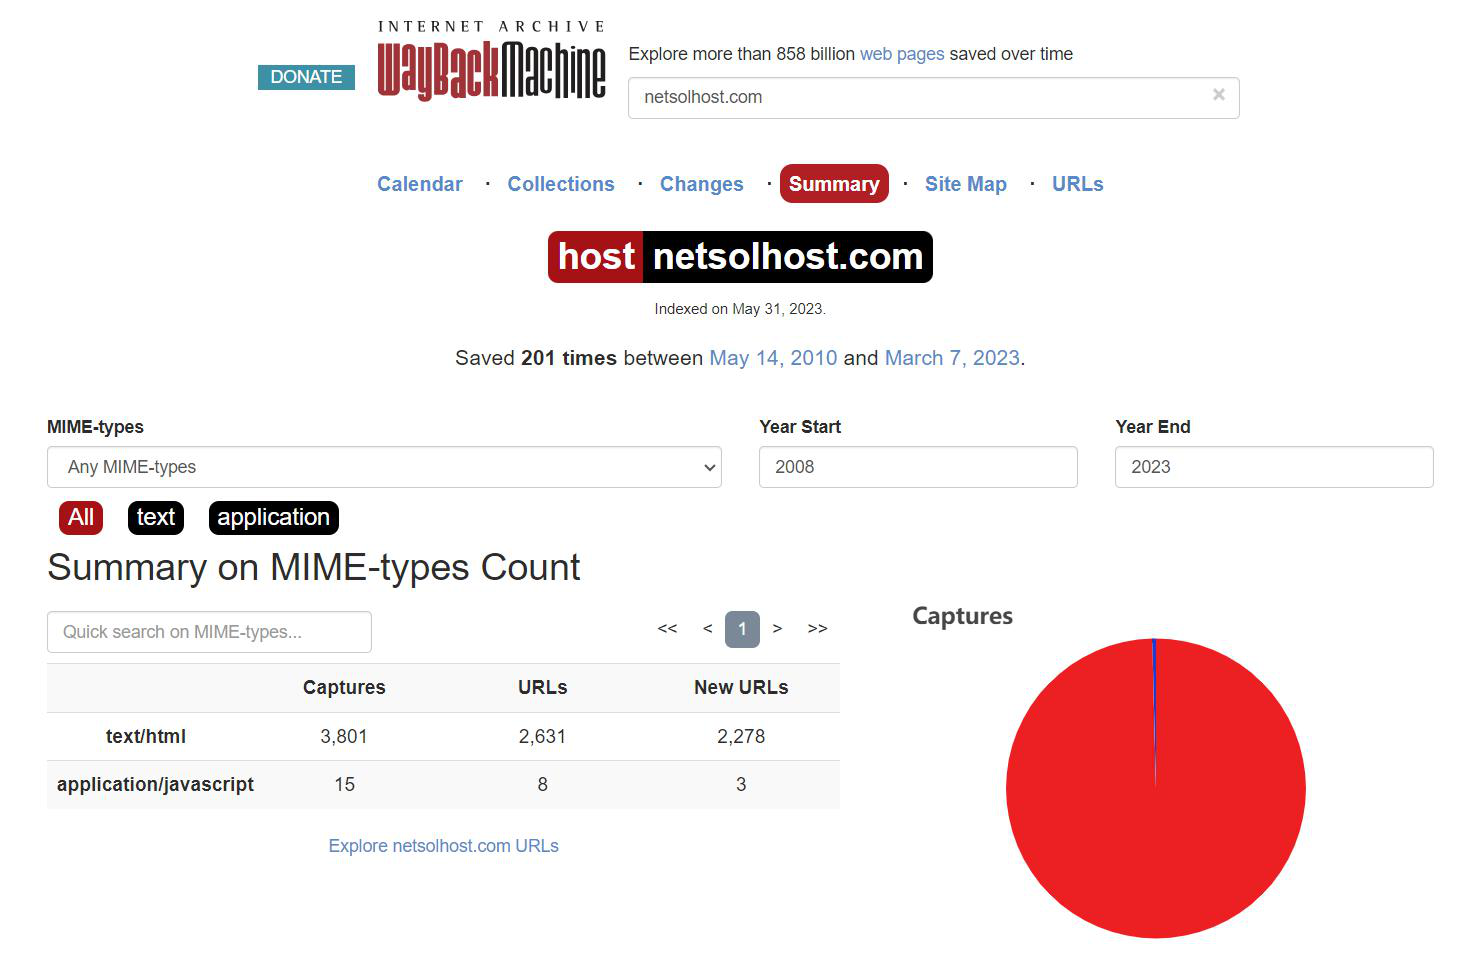 INTERNET ARCHIVE
DONATE
WayBackMachine
Explore more than 858 billion web pages saved over time
netsolhost.com ×
Calendar · Collections · Changes · Summary · Site Map · URLs
host netsolhost.com
Indexed on May 31, 2023.
Saved 201 times between May 14, 2010 and March 7, 2023.
MIME-types Year Start Year End
Any MIME-types 2008 2023
All text application
Summary on MIME-types Count
Captures
Quick search on MIME-types... << < 1 > >>
Captures URLs New URLs
text/html 3,801 2,631 2,278
application/javascript 15 8 3
Explore netsolhost.com URLs